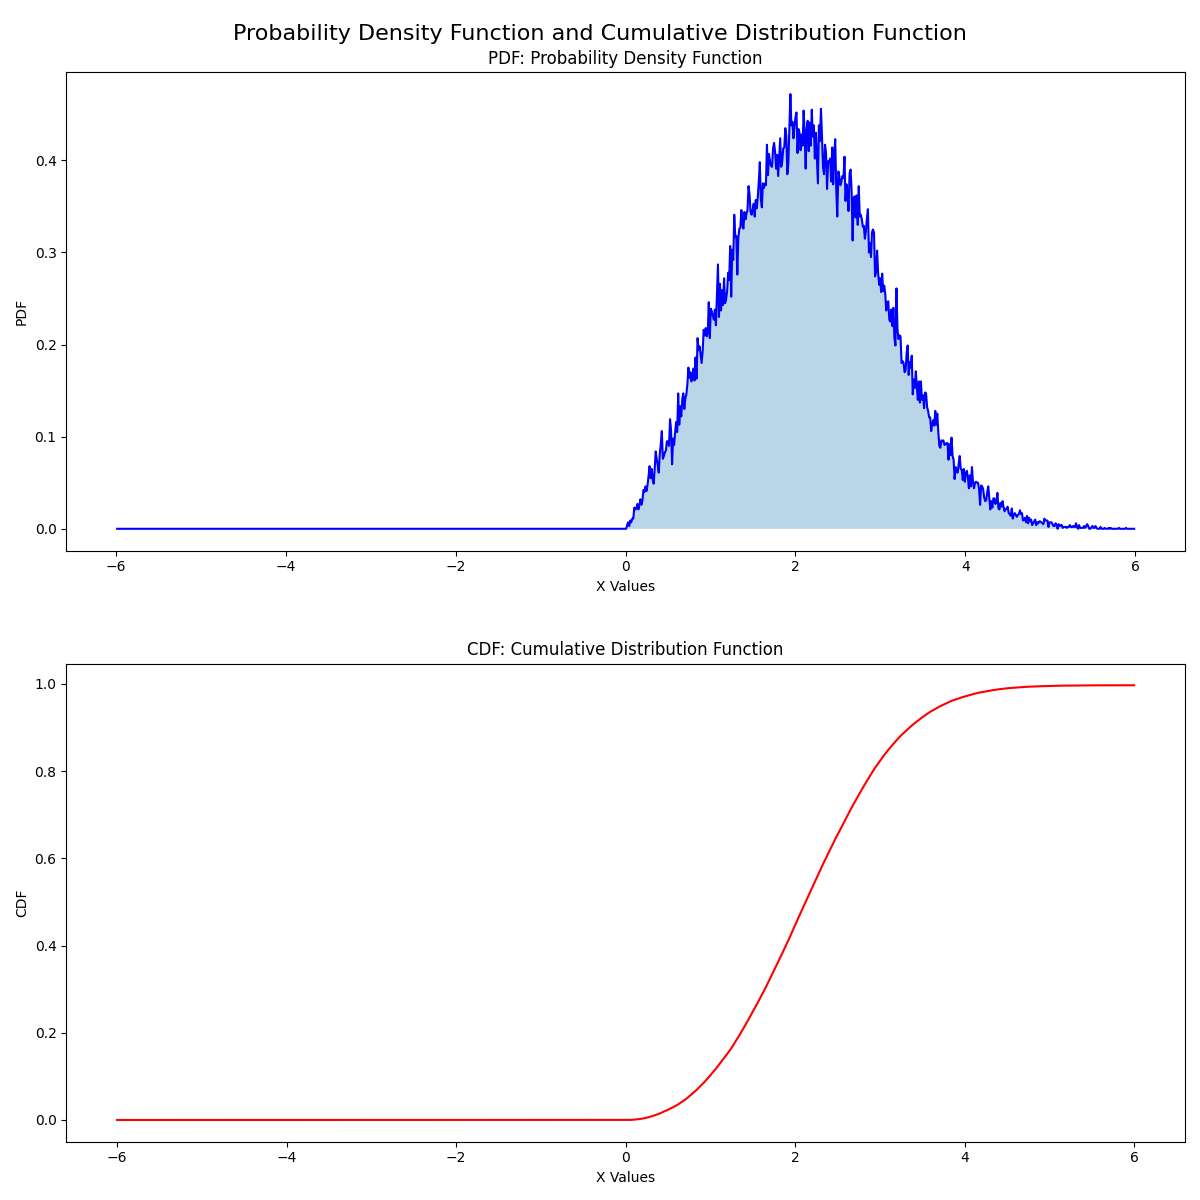 Probability Density Function and Cumulative Distribution Function
PDF: Probability Density Function
PDF
0.4
0.3
0.2
0.1
0.0
−6 −4 −2 0 2 4 6
X Values
CDF: Cumulative Distribution Function
CDF
1.0
0.8
0.6
0.4
0.2
0.0
−6 −4 −2 0 2 4 6
X Values